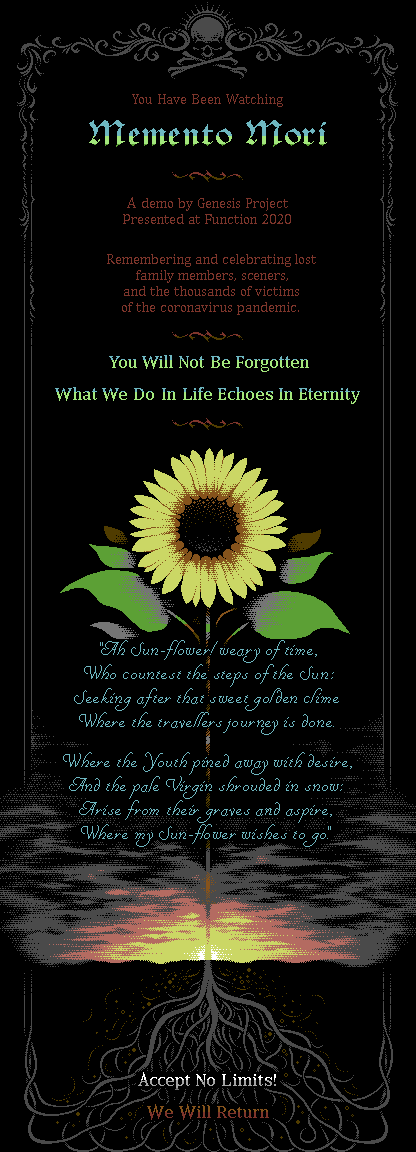 You Have Been Watching
Memento Mori
A demo by Genesis Project
Presented at Function 2020
Remembering and celebrating lost
family members, sceners,
and the thousands of victims
of the coronavirus pandemic.
You Will Not Be Forgotten
What We Do In Life Echoes In Eternity
"Ah Sun-flower! weary of time,
Who countest the steps of the Sun:
Seeking after that sweet golden clime
Where the travellers journey is done.
Where the Youth pined away with desire,
And the pale Virgin shrouded in snow:
Arise from their graves and aspire,
Where my Sun-flower wishes to go."
Accept No Limits!
We Will Return